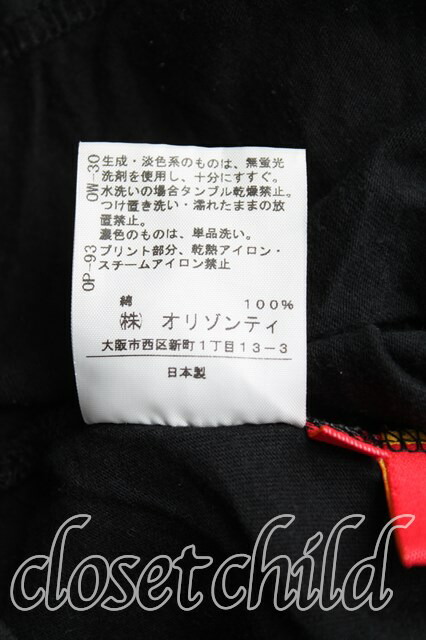 OW-30
生成・淡色系のものは、無蛍光
洗剤を使用し、十分にすすぐ。
水洗いの場合タンブル乾燥禁止。
つけ置き洗い・濡れたままの放
置禁止。
濃色のものは、単品洗い。
OP-93
プリント部分、乾熱アイロン・
スチームアイロン禁止
綿 100%
㈱ オリゾンティ
大阪市西区新町1丁目13-3
日本製
closet child